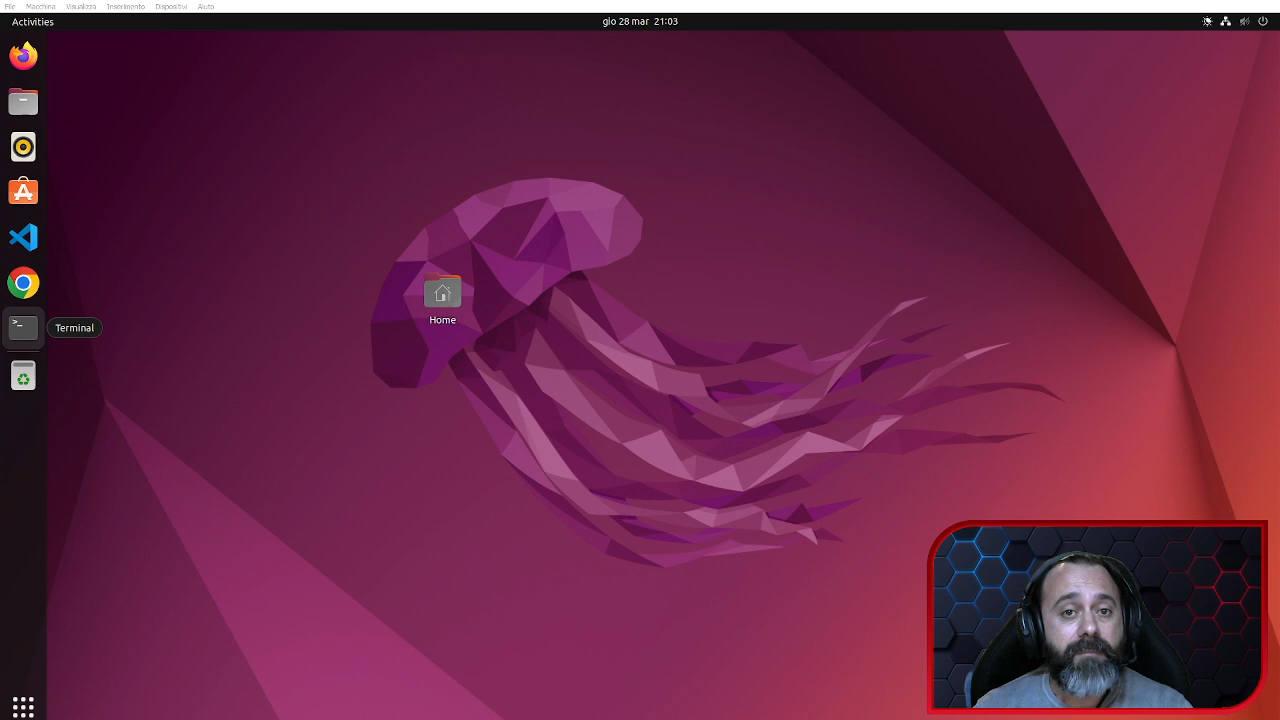 File Macchina Visualizza Inserimento Dispositivi Aiuto
Activities gio 28 mar 21:03
Home
Terminal